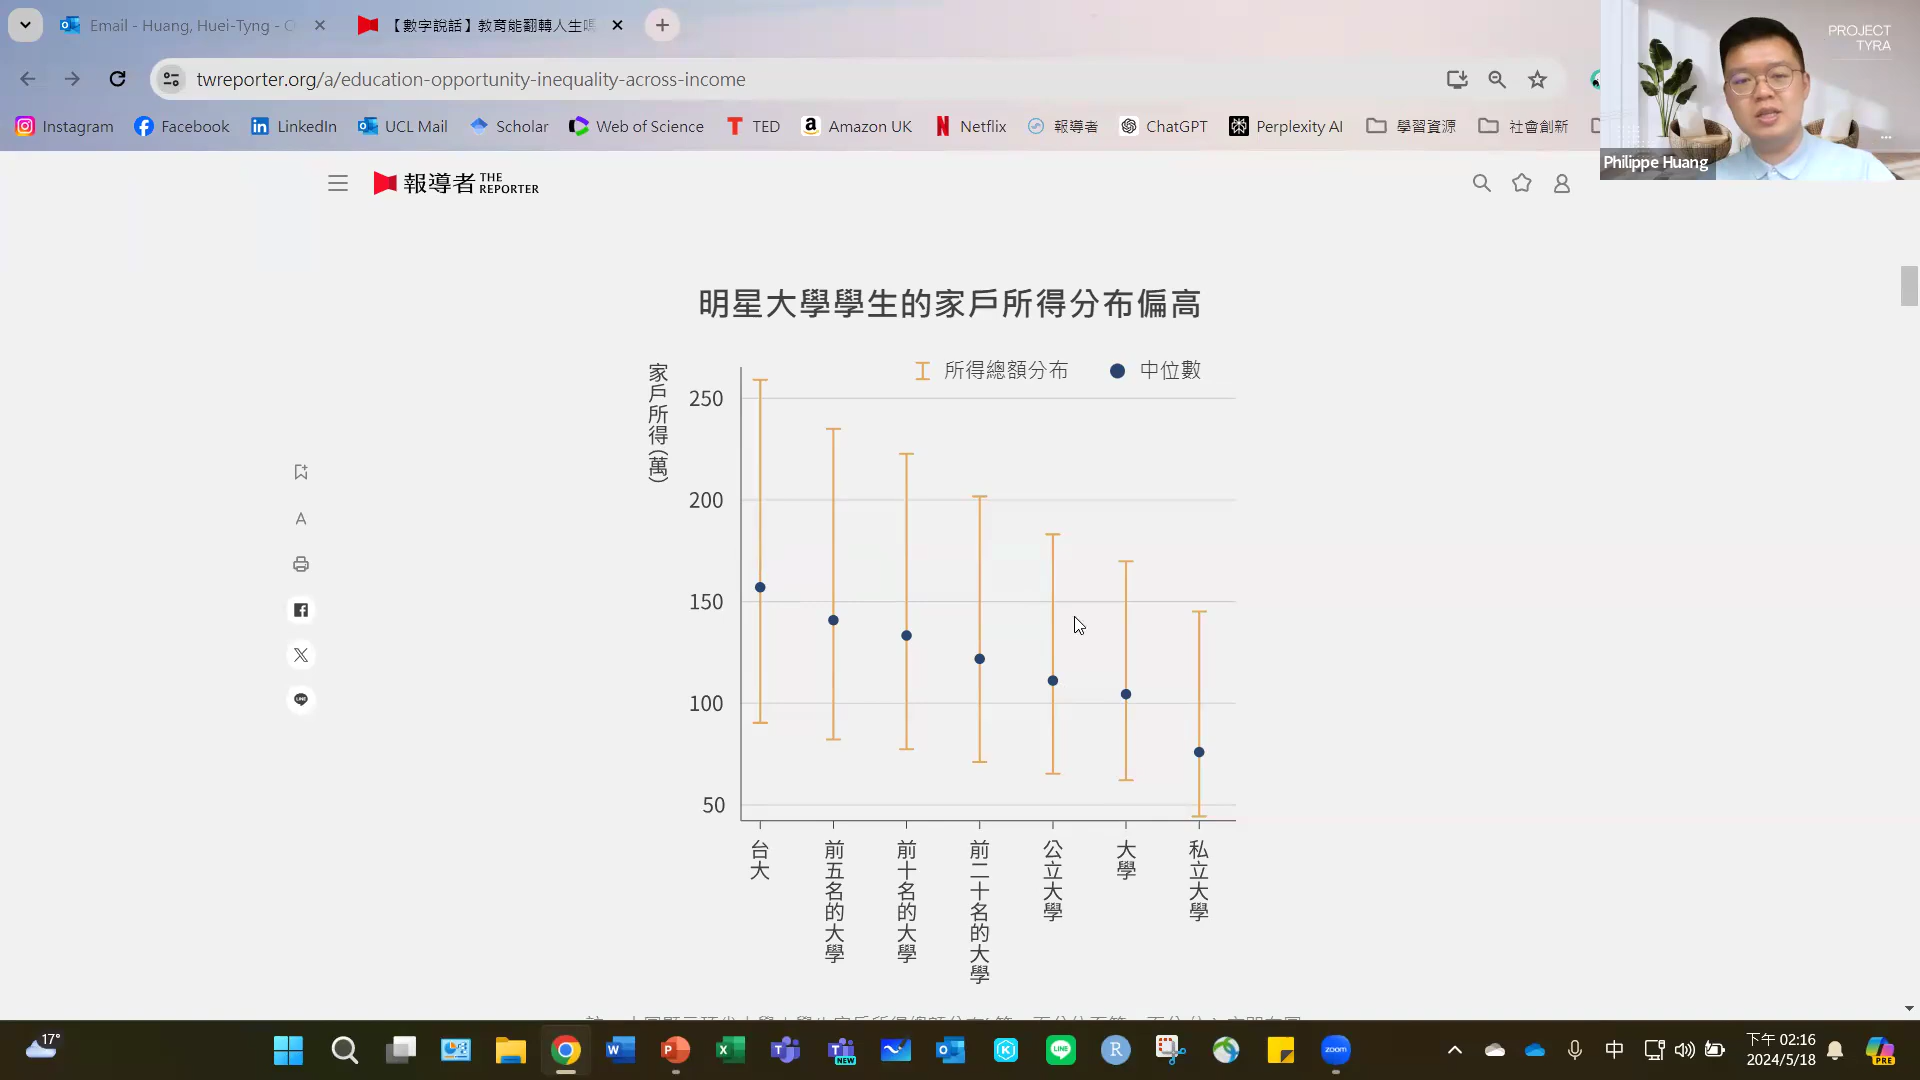 Email - Huang, Huei-Tyng - O
【數字說話】教育能翻轉人生嗎
twreporter.org/a/education-opportunity-inequality-across-income
Instagram
Facebook
LinkedIn
UCL Mail
Scholar
Web of Science
TED
Amazon UK
Netflix
報導者
ChatGPT
Perplexity AI
學習資源
社會創新
PROJECT
TYRA
Philippe Huang
報導者 THE REPORTER
明星大學學生的家戶所得分布偏高
所得總額分布
中位數
家戶所得(萬)
250
200
150
100
50
台大
前五名的大學
前十名的大學
前二十名的大學
公立大學
大學
私立大學
17°
中
下午 02:16
2024/5/18